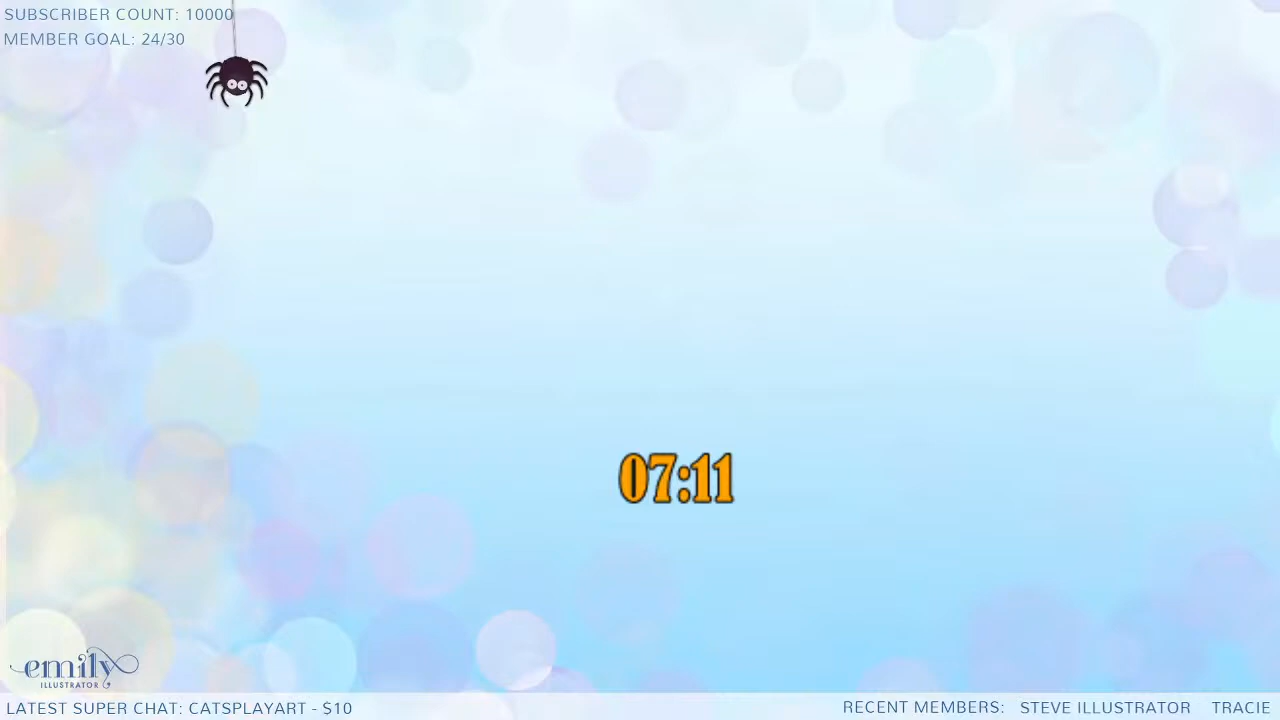 SUBSCRIBER COUNT: 10000
MEMBER GOAL: 24/30
07:11
emily
ILLUSTRATOR
LATEST SUPER CHAT: CATSPLAYART - $10
RECENT MEMBERS: STEVE ILLUSTRATOR TRACIE